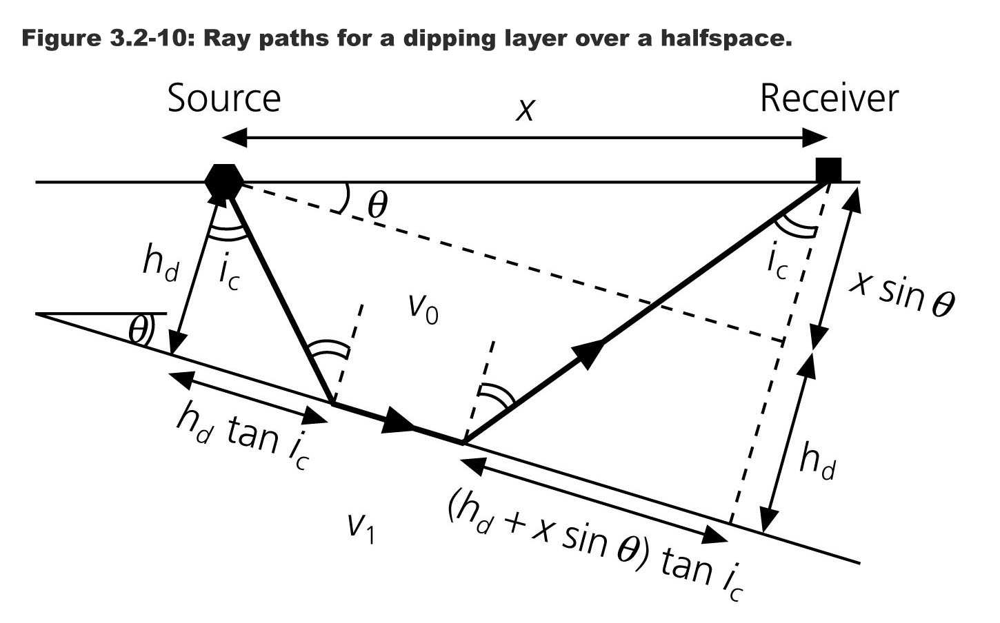 Figure 3.2-10: Ray paths for a dipping layer over a halfspace.
Source
Receiver
x
θ
h_d
i_c
i_c
x sin θ
v_0
θ
h_d tan i_c
h_d
(h_d + x sin θ) tan i_c
v_1